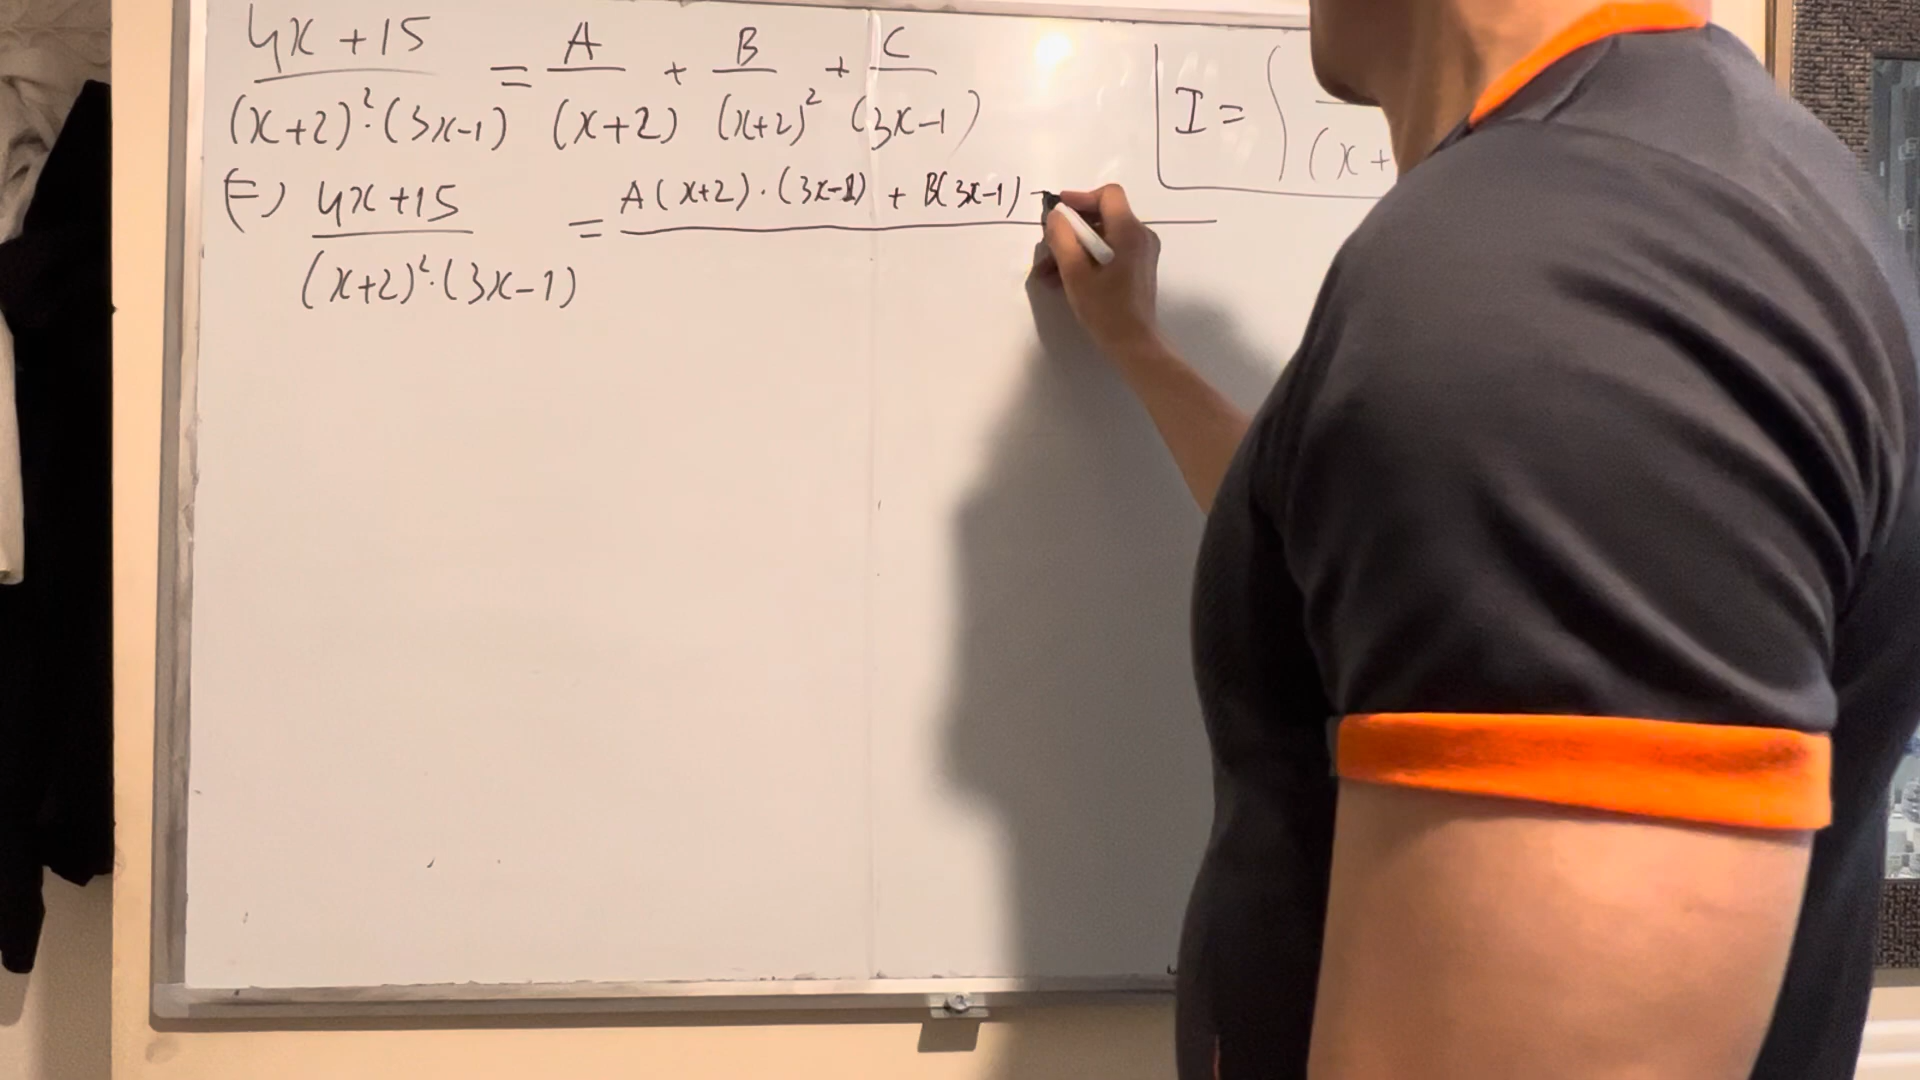 4x+15/(x+2)²·(3x-1) = A/(x+2) + B/(x+2)² + C/(3x-1)
I = ∫ (x+
(=) 4x+15/(x+2)²·(3x-1) = A(x+2)·(3x-1) + B(3x-1)